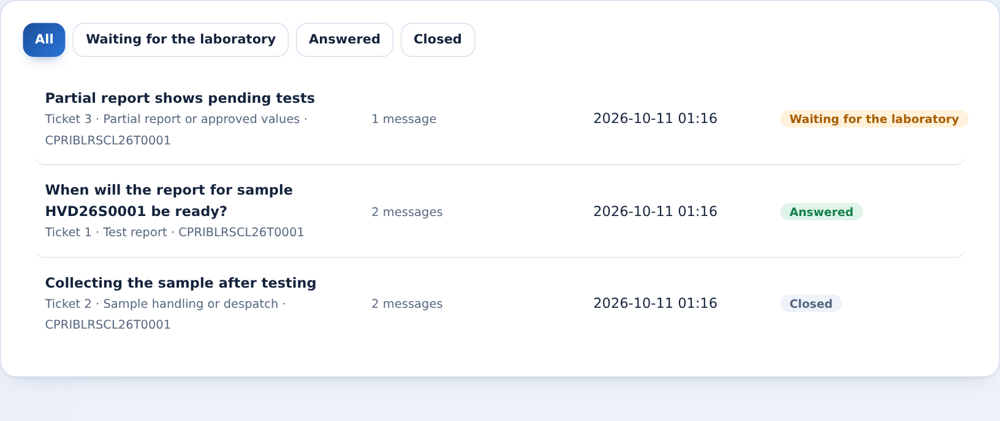 All Waiting for the laboratory Answered Closed
Partial report shows pending tests
Ticket 3 · Partial report or approved values ·
CPRIBLRSCL26T0001
1 message
2026-10-11 01:16
Waiting for the laboratory
When will the report for sample
HVD26S0001 be ready?
Ticket 1 · Test report · CPRIBLRSCL26T0001
2 messages
2026-10-11 01:16
Answered
Collecting the sample after testing
Ticket 2 · Sample handling or despatch ·
CPRIBLRSCL26T0001
2 messages
2026-10-11 01:16
Closed